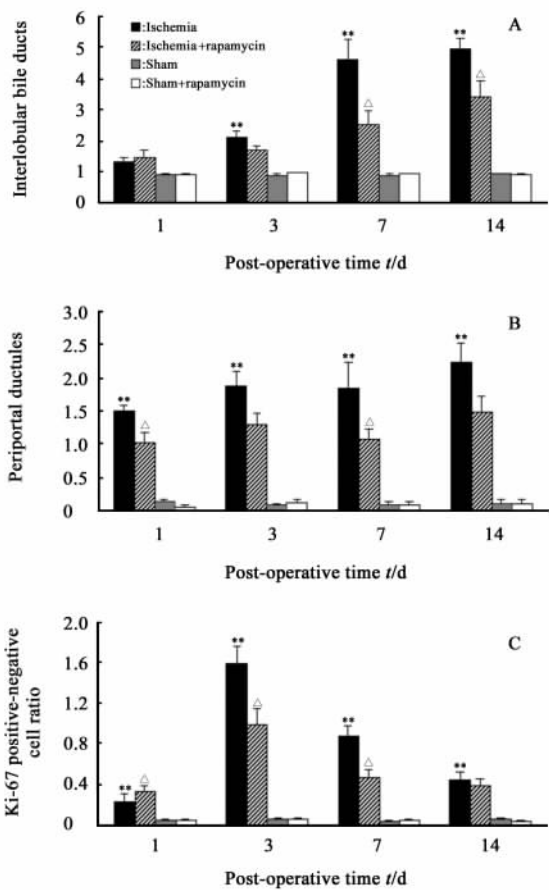 A
■:Ischemia
▨:Ischemia+rapamycin
■:Sham
□:Sham+rapamycin
Interlobular bile ducts
6
5
4
3
2
1
0
** △ ** △ **
1 3 7 14
Post-operative time t/d
B
Periportal ductules
3.0
2.5
2.0
1.5
1.0
0.5
0
** △ ** ** △ **
1 3 7 14
Post-operative time t/d
C
Ki-67 positive-negative
cell ratio
2.0
1.6
1.2
0.8
0.4
0
** △ ** △ ** △ **
1 3 7 14
Post-operative time t/d